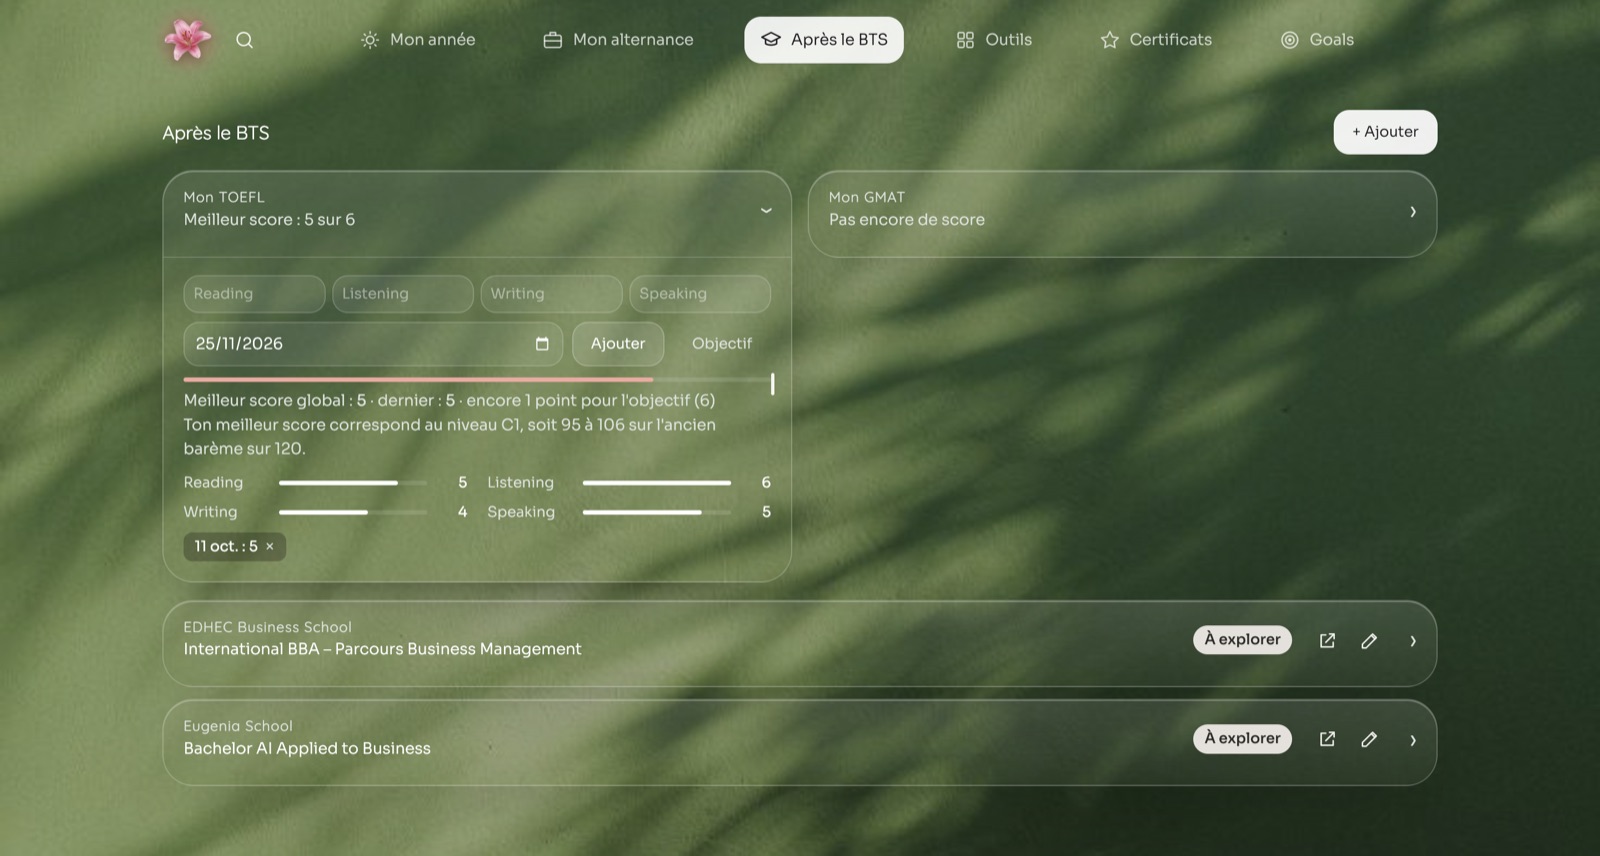 Mon année
Mon alternance
Après le BTS
Outils
Certificats
Goals
Après le BTS
+ Ajouter
Mon TOEFL
Meilleur score : 5 sur 6
Mon GMAT
Pas encore de score
Reading
Listening
Writing
Speaking
25/11/2026
Ajouter
Objectif
Meilleur score global : 5 · dernier : 5 · encore 1 point pour l'objectif (6)
Ton meilleur score correspond au niveau C1, soit 95 à 106 sur l'ancien
barème sur 120.
Reading 5
Listening 6
Writing 4
Speaking 5
11 oct. : 5 ×
EDHEC Business School
International BBA – Parcours Business Management
À explorer
Eugenia School
Bachelor AI Applied to Business
À explorer